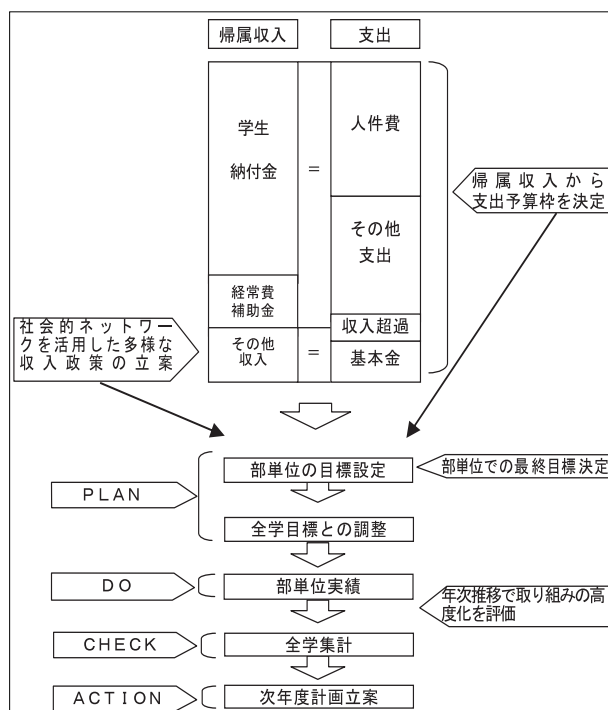 帰属収入
支出
学生
納付金
=
人件費
その他
支出
帰属収入から
支出予算枠を決定
経常費
補助金
収入超過
社会的ネットワー
クを活用した多様な
収入政策の立案
その他
収入
=
基本金
部単位の目標設定
部単位での最終目標決定
PLAN
全学目標との調整
DO
部単位実績
年次推移で取り組みの高
度化を評価
CHECK
全学集計
ACTION
次年度計画立案